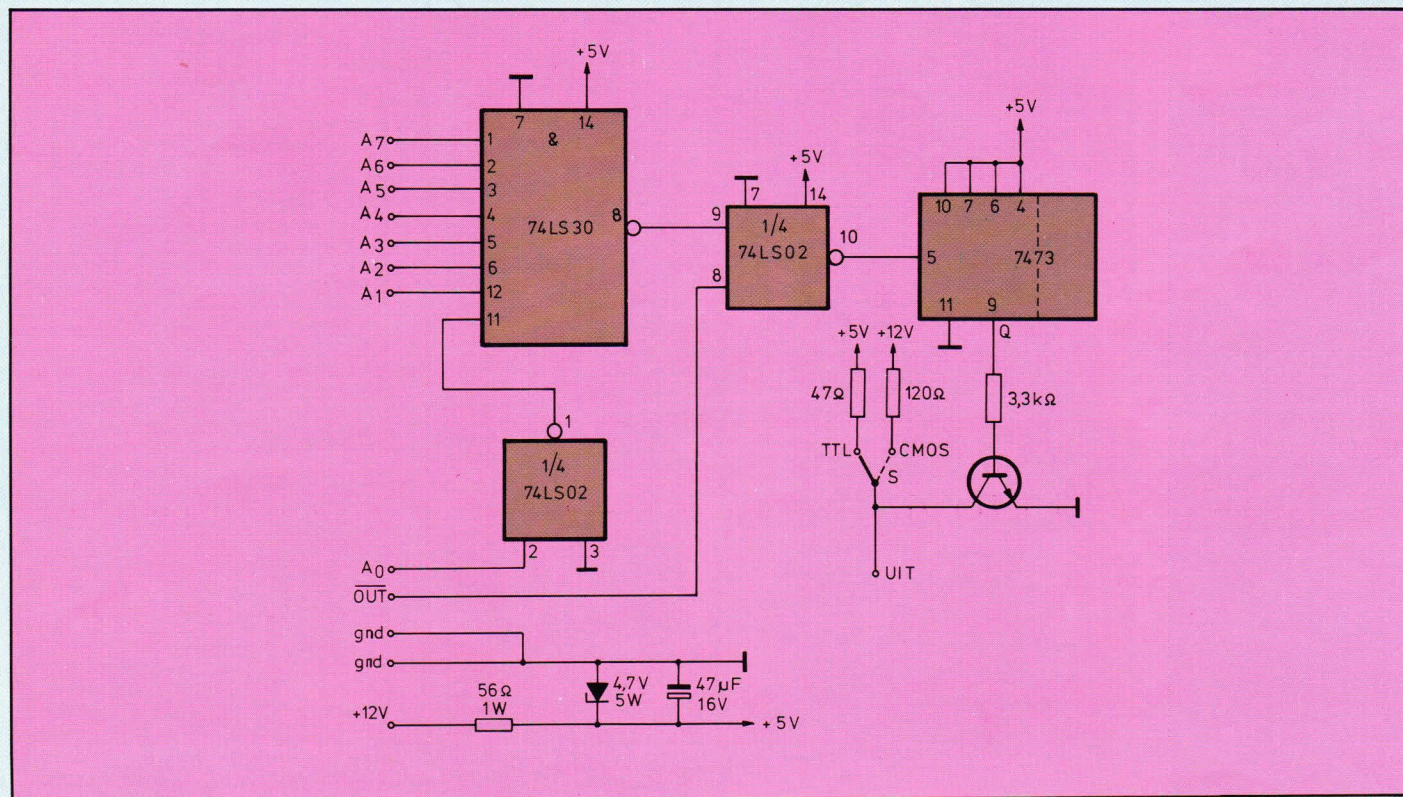 +5V
7 14
&
A7 1
A6 2
A5 3
A4 4
A3 5
A2 6
A1 12
11
74LS30
8
+5V
7 14
9
1/4
74LS02
8
10
+5V
10 7 6 4
5
7473
11 9
Q
+5V +12V
47Ω
120Ω
3,3kΩ
TTL
CMOS
S
UIT
1
1/4
74LS02
2 3
A0
OUT
gnd
gnd
4,7V
5W
47µF
16V
56Ω
1W
+12V
+5V